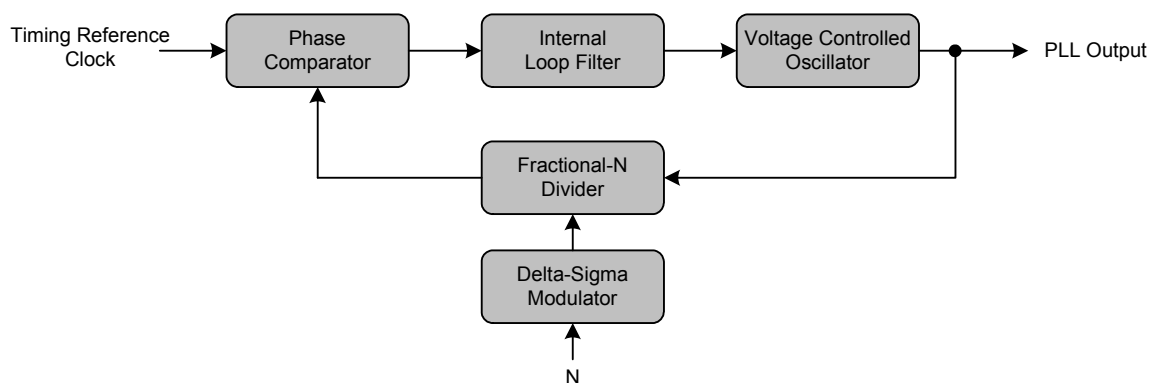 Timing Reference
Clock
Phase
Comparator
Internal
Loop Filter
Voltage Controlled
Oscillator
PLL Output
Fractional-N
Divider
Delta-Sigma
Modulator
N